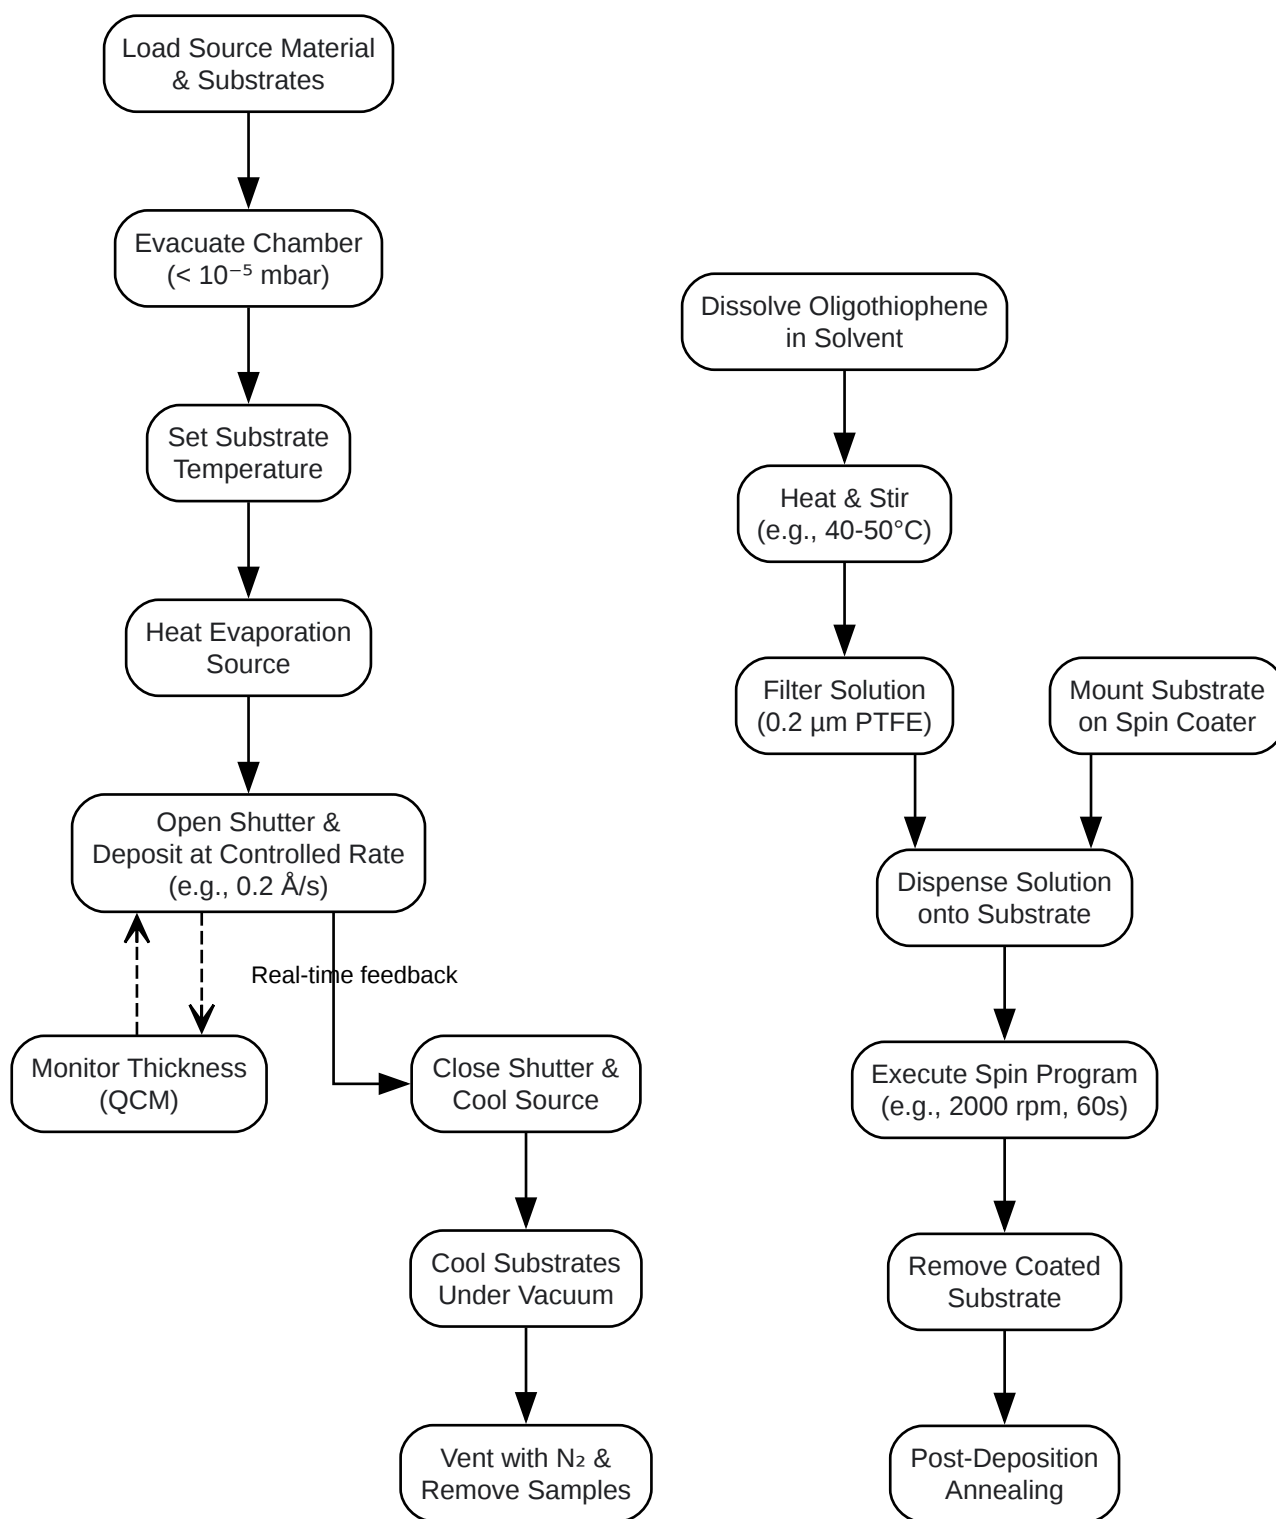 Load Source Material
& Substrates
Evacuate Chamber
(< 10⁻⁵ mbar)
Set Substrate
Temperature
Heat Evaporation
Source
Open Shutter &
Deposit at Controlled Rate
(e.g., 0.2 Å/s)
Real-time feedback
Monitor Thickness
(QCM)
Close Shutter &
Cool Source
Cool Substrates
Under Vacuum
Vent with N₂ &
Remove Samples
Dissolve Oligothiophene
in Solvent
Heat & Stir
(e.g., 40-50°C)
Filter Solution
(0.2 µm PTFE)
Mount Substrate
on Spin Coater
Dispense Solution
onto Substrate
Execute Spin Program
(e.g., 2000 rpm, 60s)
Remove Coated
Substrate
Post-Deposition
Annealing